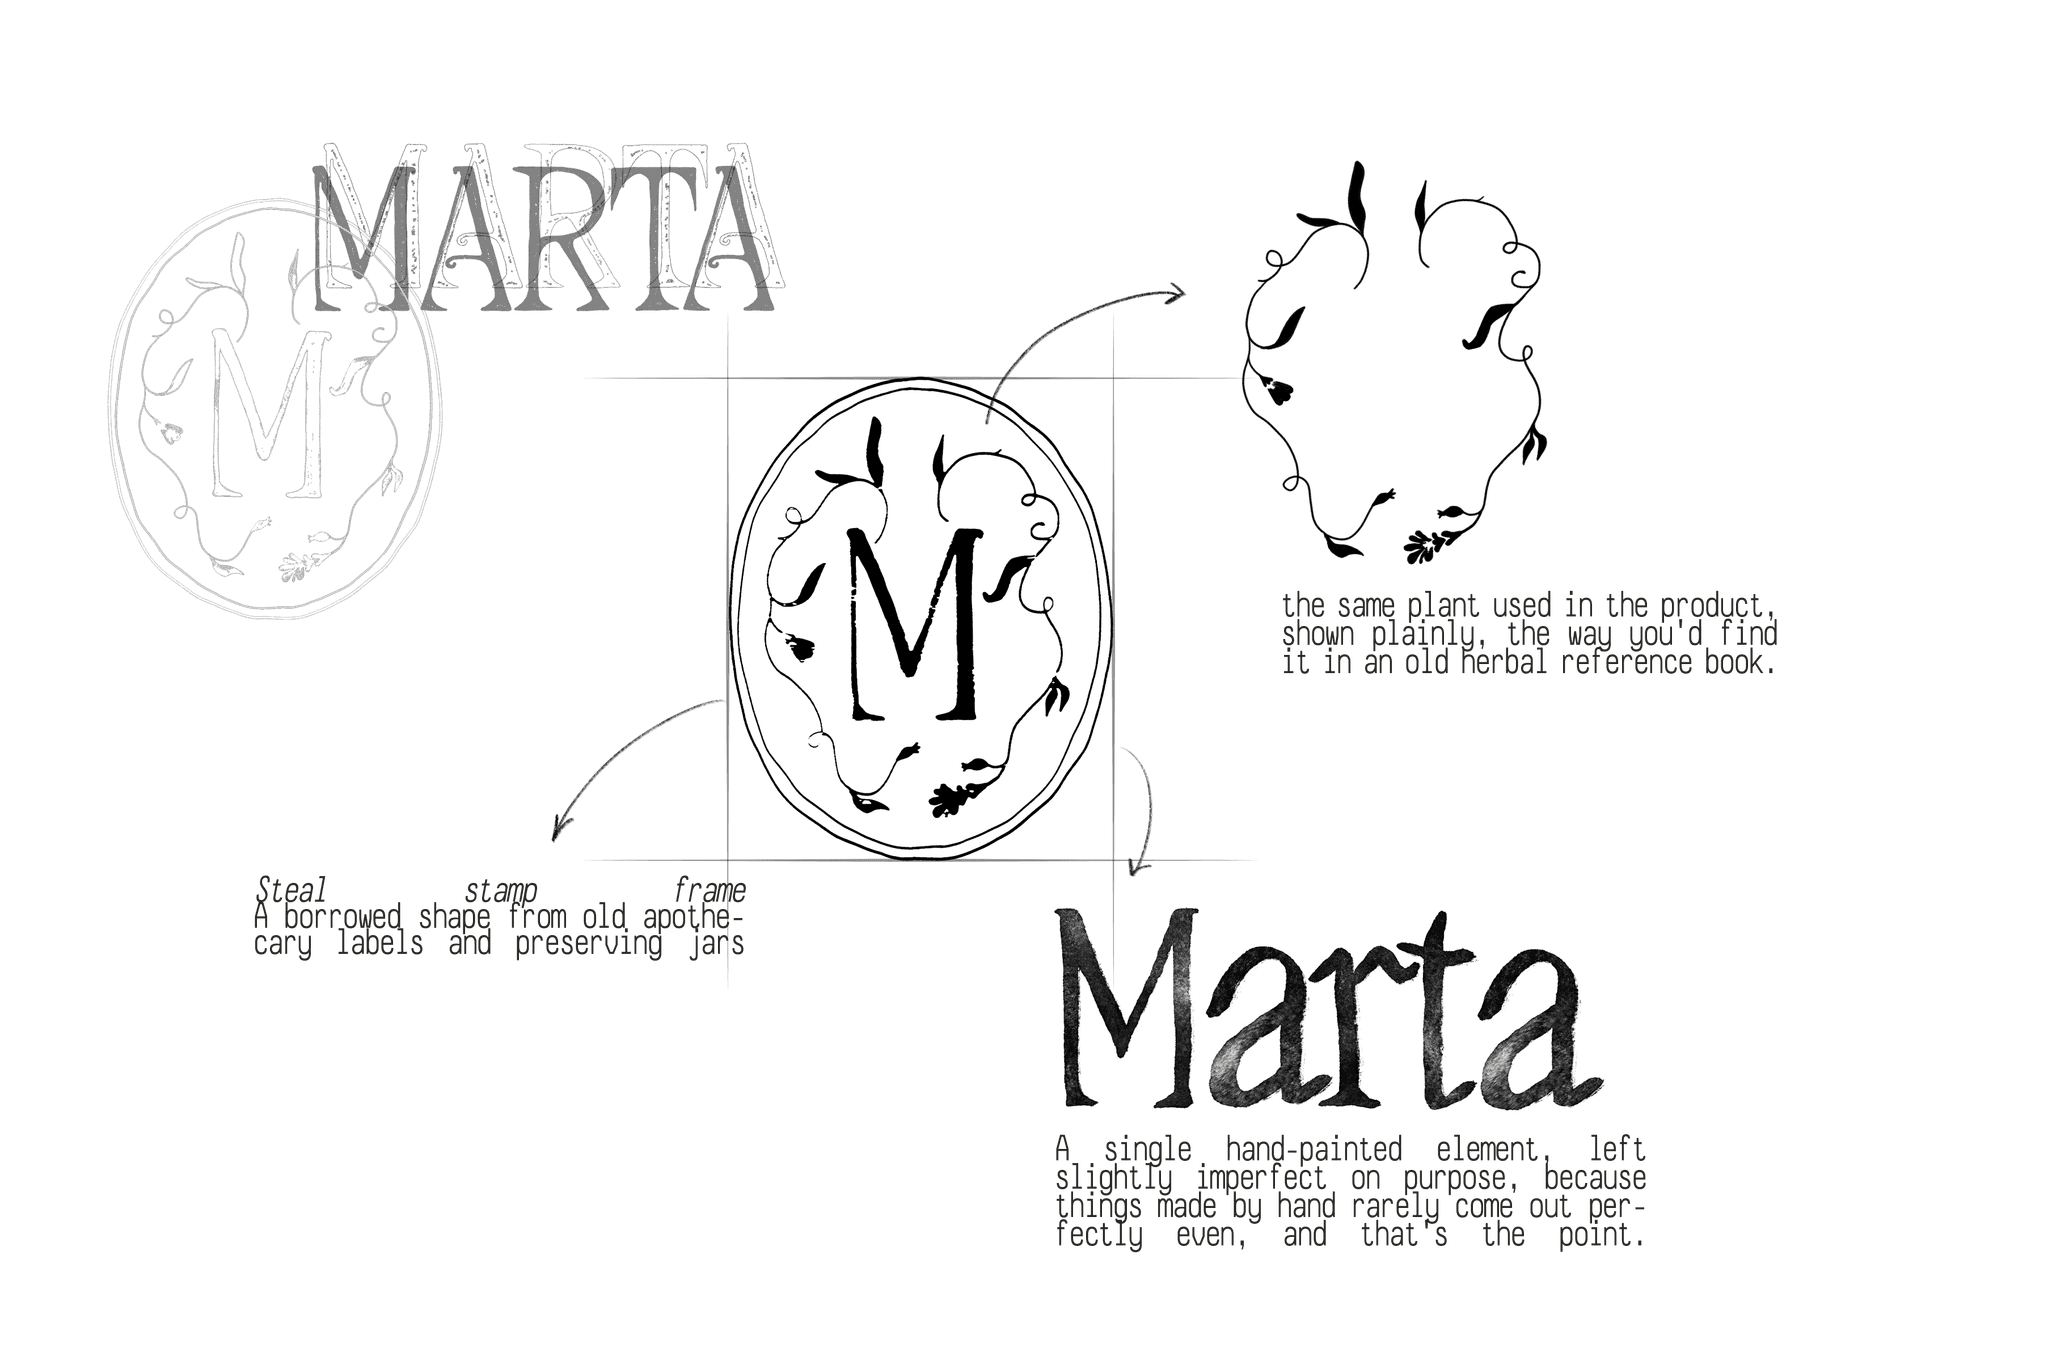 MARTA
MARTA
M
M
the same plant used in the product,
shown plainly, the way you'd find
it in an old herbal reference book.
Steal stamp frame
A borrowed shape from old apothe-
cary labels and preserving jars
Marta
A single hand-painted element, left
slightly imperfect on purpose, because
things made by hand rarely come out per-
fectly even, and that's the point.